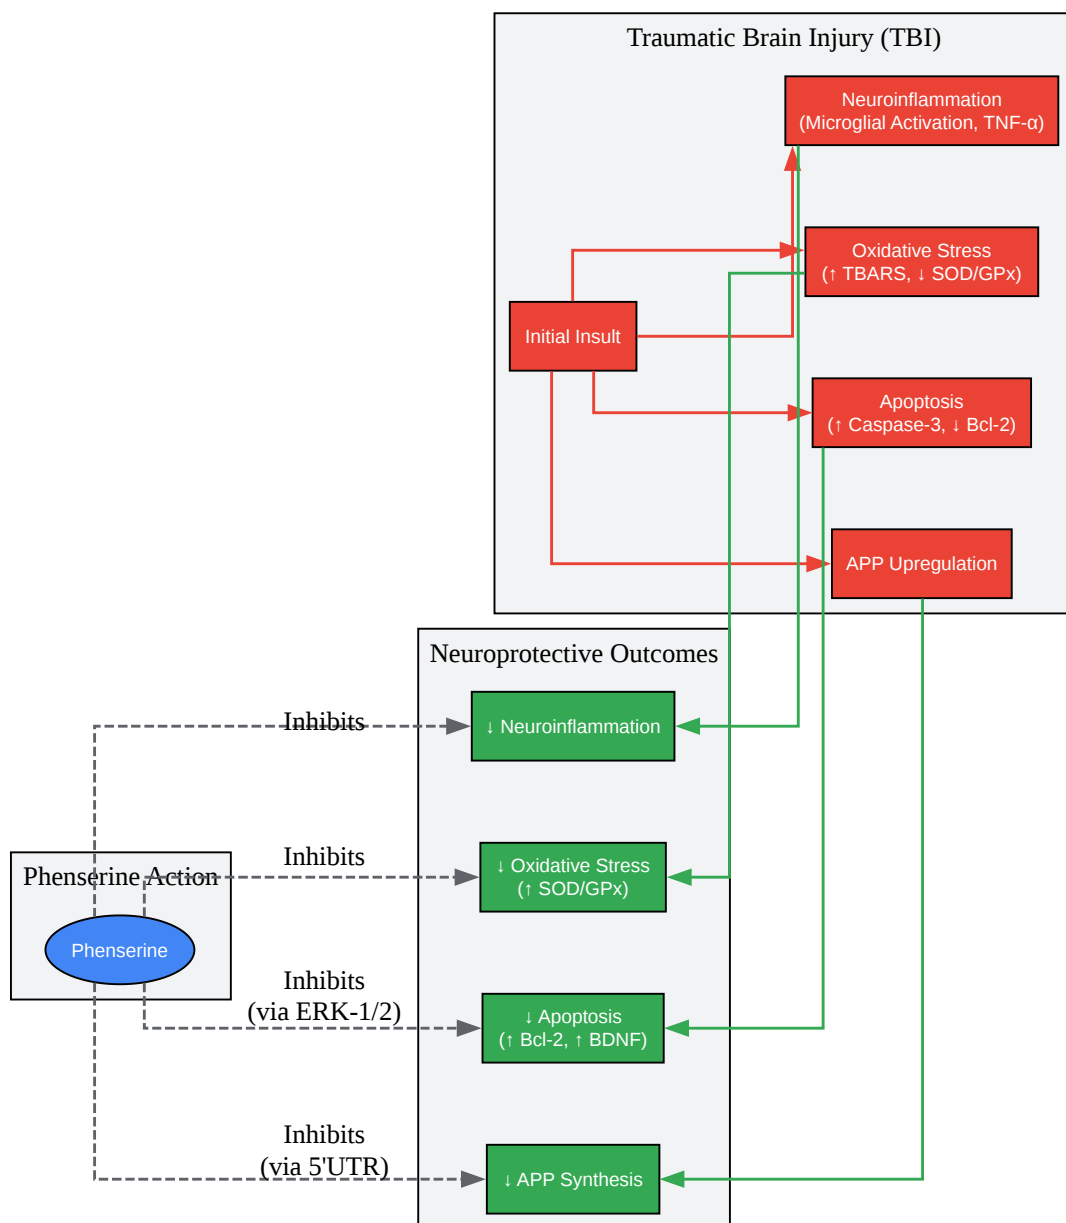 Traumatic Brain Injury (TBI)
Neuroinflammation
(Microglial Activation, TNF-α)
Oxidative Stress
(↑ TBARS, ↓ SOD/GPx)
Initial Insult
Apoptosis
(↑ Caspase-3, ↓ Bcl-2)
APP Upregulation
Neuroprotective Outcomes
Inhibits
↓ Neuroinflammation
Inhibits
↓ Oxidative Stress
(↑ SOD/GPx)
Phenserine Action
Phenserine
Inhibits
(via ERK-1/2)
↓ Apoptosis
(↑ Bcl-2, ↑ BDNF)
Inhibits
(via 5'UTR)
↓ APP Synthesis